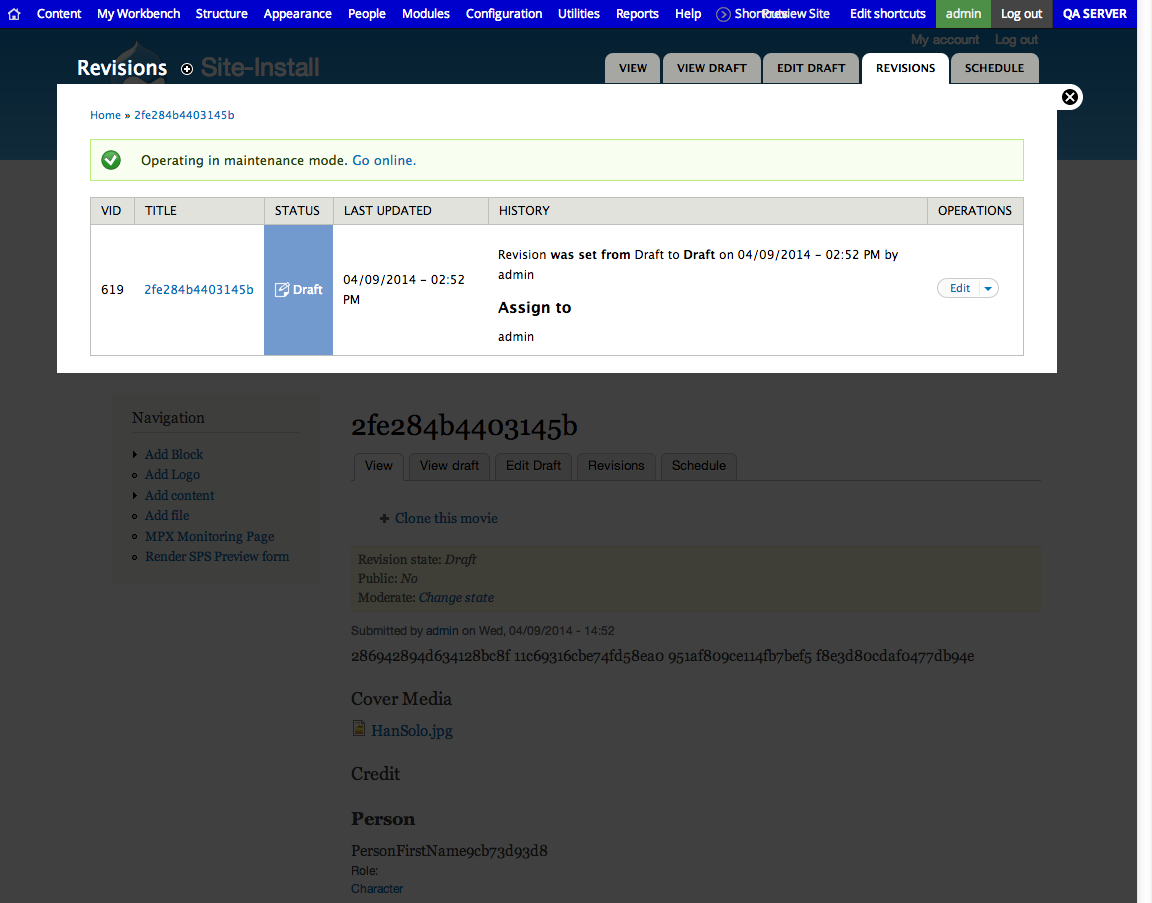 Content My Workbench Structure Appearance People Modules Configuration Utilities Reports Help Shortcuts Preview Site Edit shortcuts admin Log out QA SERVER
My account Log out
Revisions Site-Install
VIEW VIEW DRAFT EDIT DRAFT REVISIONS SCHEDULE
Home » 2fe284b4403145b
Operating in maintenance mode. Go online.
VID TITLE STATUS LAST UPDATED HISTORY OPERATIONS
619 2fe284b4403145b Draft 04/09/2014 – 02:52
PM
Revision was set from Draft to Draft on 04/09/2014 – 02:52 PM by
admin
Assign to
admin
Edit
Navigation
Add Block
Add Logo
Add content
Add file
MPX Monitoring Page
Render SPS Preview form
2fe284b4403145b
View View draft Edit Draft Revisions Schedule
Clone this movie
Revision state: Draft
Public: No
Moderate: Change state
Submitted by admin on Wed, 04/09/2014 - 14:52
286942894d634128bc8f 11c69316cbe74fd58ea0 951af809ce114fb7bef5 f8e3d80cdaf0477db94e
Cover Media
HanSolo.jpg
Credit
Person
PersonFirstName9cb73d93d8
Role:
Character